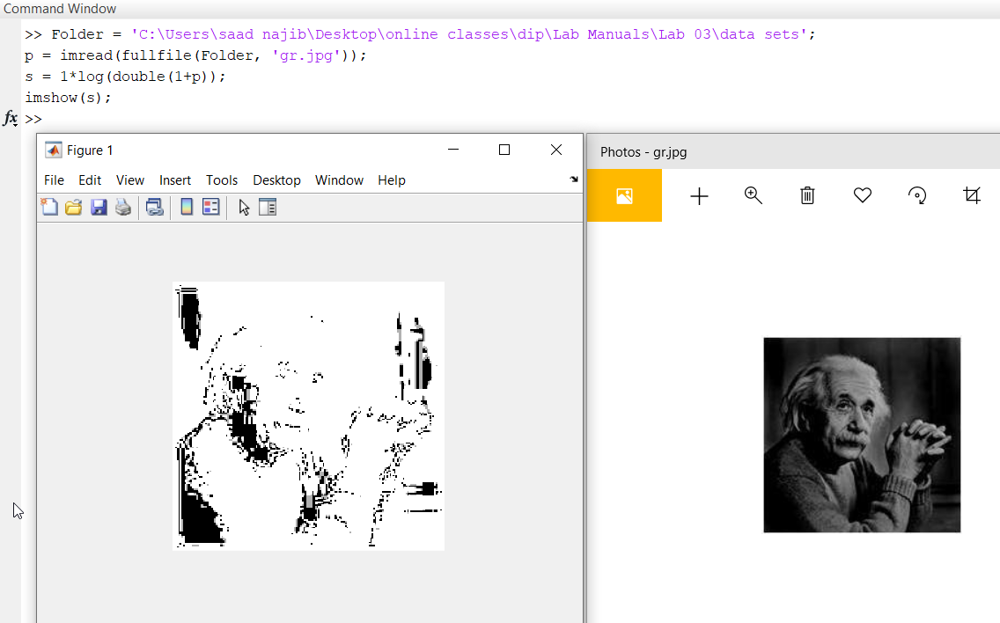 Command Window
>> Folder = 'C:\Users\saad najib\Desktop\online classes\dip\Lab Manuals\Lab 03\data sets';
p = imread(fullfile(Folder, 'gr.jpg'));
s = 1*log(double(1+p));
imshow(s);
fx >>
Figure 1
File Edit View Insert Tools Desktop Window Help
Photos - gr.jpg